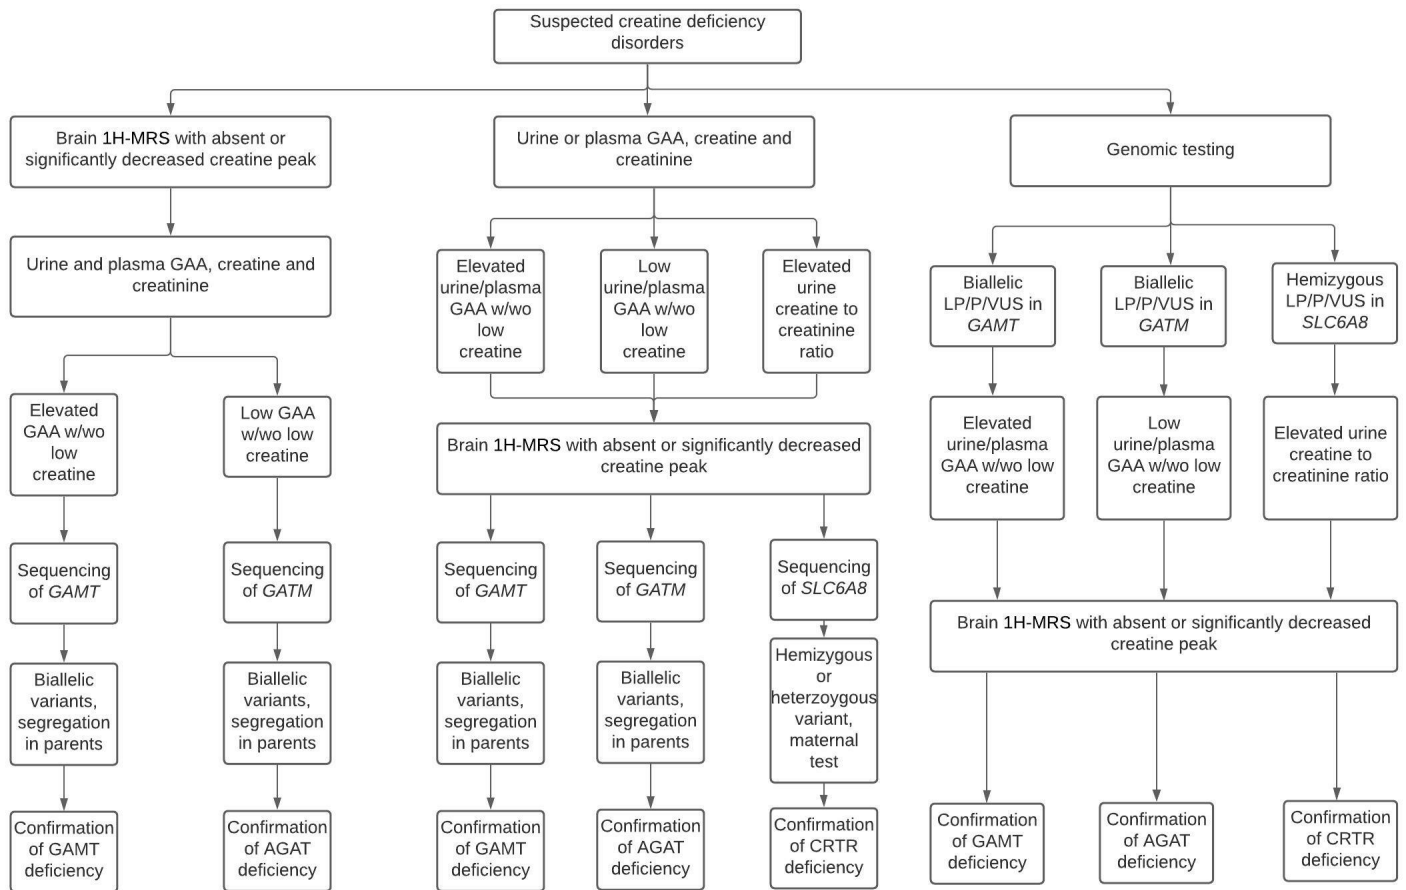 Suspected creatine deficiency
disorders
Brain 1H-MRS with absent or
significantly decreased creatine peak
Urine or plasma GAA, creatine and
creatinine
Genomic testing
Urine and plasma GAA, creatine and
creatinine
Elevated
urine/plasma
GAA w/wo
low
creatine
Low
urine/plasma
GAA w/wo
low
creatine
Elevated
urine
creatine to
creatinine
ratio
Biallelic
LP/P/VUS in
GAMT
Biallelic
LP/P/VUS in
GATM
Hemizygous
LP/P/VUS in
SLC6A8
Elevated
GAA w/wo
low
creatine
Low GAA
w/wo low
creatine
Brain 1H-MRS with absent or significantly decreased
creatine peak
Elevated
urine/plasma
GAA w/wo low
creatine
Low
urine/plasma
GAA w/wo low
creatine
Elevated urine
creatine to
creatinine ratio
Sequencing
of GAMT
Sequencing
of GATM
Sequencing
of GAMT
Sequencing
of GATM
Sequencing
of SLC6A8
Brain 1H-MRS with absent or significantly decreased
creatine peak
Biallelic
variants,
segregation
in parents
Biallelic
variants,
segregation
in parents
Biallelic
variants,
segregation
in parents
Biallelic
variants,
segregation
in parents
Hemizygous
or
heterzoygous
variant,
maternal
test
Confirmation
of GAMT
deficiency
Confirmation
of AGAT
deficiency
Confirmation
of GAMT
deficiency
Confirmation
of AGAT
deficiency
Confirmation
of CRTR
deficiency
Confirmation
of GAMT
deficiency
Confirmation
of AGAT
deficiency
Confirmation
of CRTR
deficiency